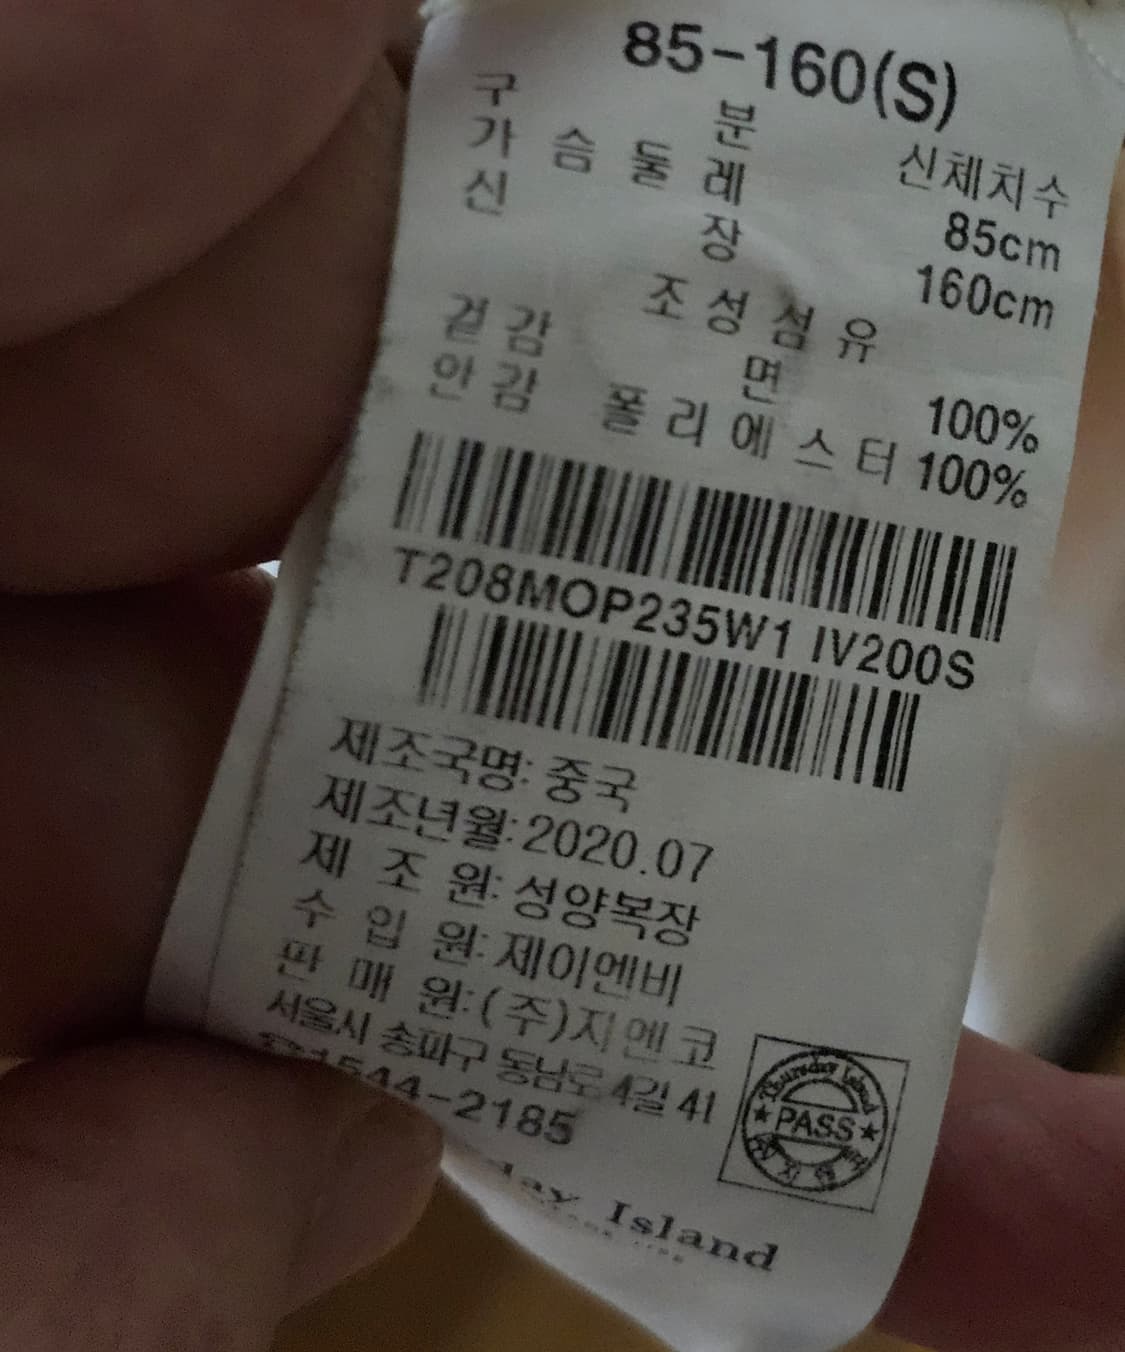 85-160(S)
구 분 신체치수
가 슴 둘 레 85cm
신 장 160cm
조 성 섬 유
겉 감 면 100%
안 감 폴 리 에 스 터 100%
T208MOP235W1 IV200S
제조국명: 중국
제조년월:2020.07
제 조 원: 성양복장
수 입 원: 제이엔비
판 매 원:(주)지엔코
서울시 송파구 동남로 4길 41
1544-2185
Thursday Island
★ PASS ★
Island